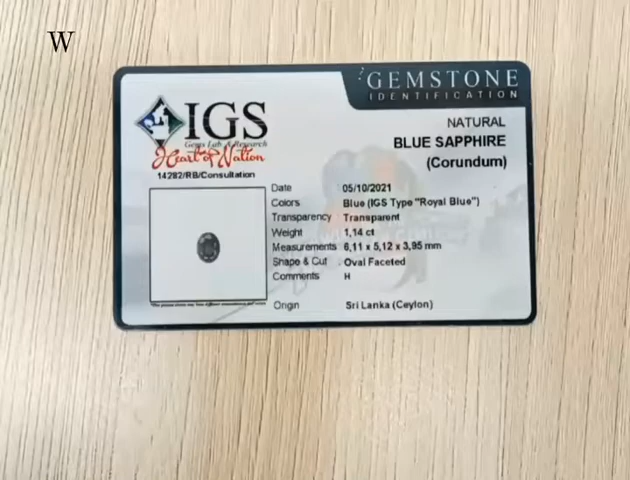 W
GEMSTONE
IDENTIFICATION
IGS
Gems Lab & Research
Heart of Nation
14282/RB/Consultation
NATURAL
BLUE SAPPHIRE
(Corundum)
Date 05/10/2021
Colors Blue (IGS Type "Royal Blue")
Transparency Transparent
Weight 1,14 ct
Measurements 6,11 x 5,12 x 3,95 mm
Shape & Cut : Oval Faceted
Comments H
Origin Sri Lanka (Ceylon)